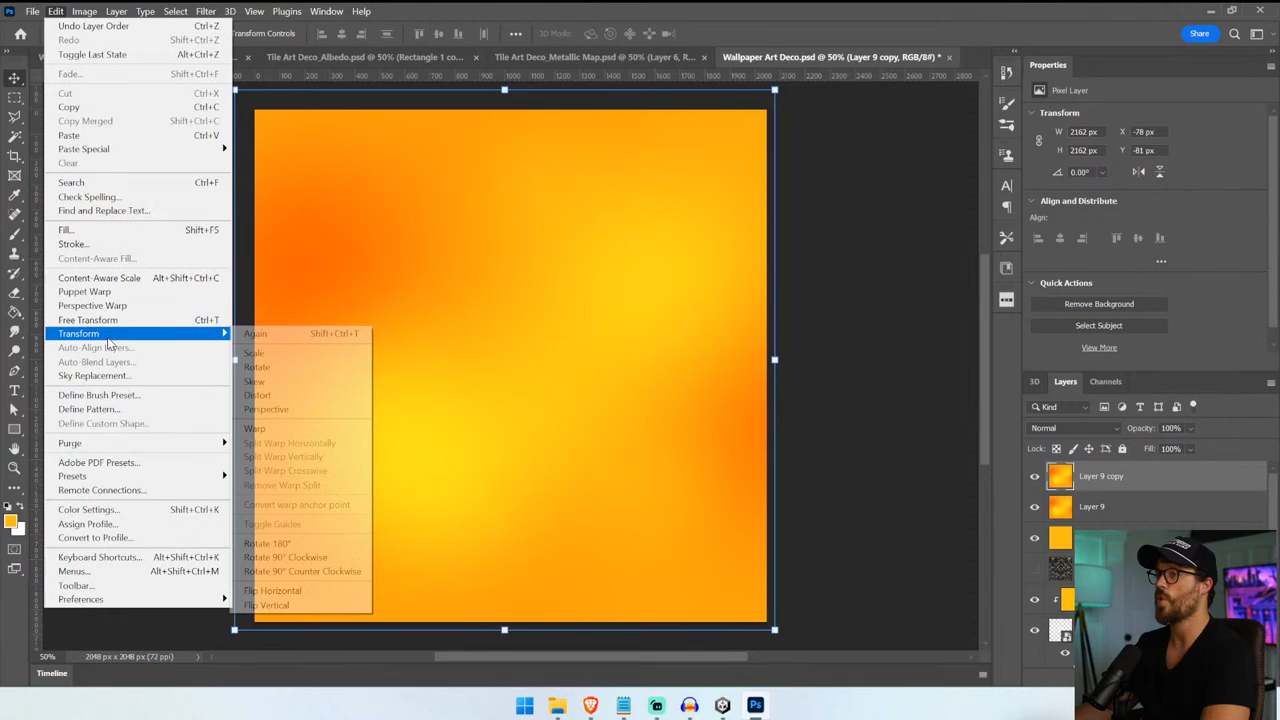 File Edit Image Layer Type Select Filter 3D View Plugins Window Help
Transform Controls 3D Mode: Share
Tile Art Deco_Albedo.psd @ 50% (Rectangle 1 co... × Tile Art Deco_Metallic Map.psd @ 50% (Layer 6, R... × Wallpaper Art Deco.psd @ 50% (Layer 9 copy, RGB/8#) * ×
Undo Layer Order Ctrl+Z
Redo Shift+Ctrl+Z
Toggle Last State Alt+Ctrl+Z
Fade... Shift+Ctrl+F
Cut Ctrl+X
Copy Ctrl+C
Copy Merged Shift+Ctrl+C
Paste Ctrl+V
Paste Special
Clear
Search Ctrl+F
Check Spelling...
Find and Replace Text...
Fill... Shift+F5
Stroke...
Content-Aware Fill...
Content-Aware Scale Alt+Shift+Ctrl+C
Puppet Warp
Perspective Warp
Free Transform Ctrl+T
Transform
Auto-Align Layers...
Auto-Blend Layers...
Sky Replacement...
Define Brush Preset...
Define Pattern...
Define Custom Shape...
Purge
Adobe PDF Presets...
Presets
Remote Connections...
Color Settings... Shift+Ctrl+K
Assign Profile...
Convert to Profile...
Keyboard Shortcuts... Alt+Shift+Ctrl+K
Menus... Alt+Shift+Ctrl+M
Toolbar...
Preferences
Again Shift+Ctrl+T
Scale
Rotate
Skew
Distort
Perspective
Warp
Split Warp Horizontally
Split Warp Vertically
Split Warp Crosswise
Remove Warp Split
Convert warp anchor point
Toggle Guides
Rotate 180°
Rotate 90° Clockwise
Rotate 90° Counter Clockwise
Flip Horizontal
Flip Vertical
50% 2048 px x 2048 px (72 ppi)
Timeline
Properties
Pixel Layer
Transform
W 2162 px X -78 px
H 2162 px Y -81 px
0.00°
Align and Distribute
Align:
Quick Actions
Remove Background
Select Subject
View More
3D Layers Channels
Kind
Normal Opacity: 100%
Lock: Fill: 100%
Layer 9 copy
Layer 9